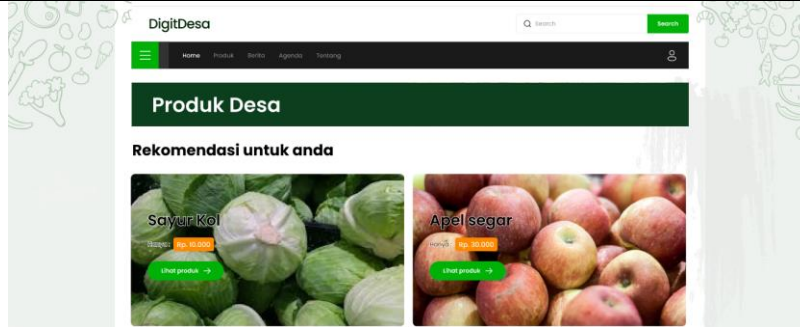 DigitDesa
Search Search
Home Produk Berita Agenda Tentang
Produk Desa
Rekomendasi untuk anda
Sayur Kol
Hanya Rp. 10.000
Lihat produk →
Apel segar
Hanya Rp. 30.000
Lihat produk →